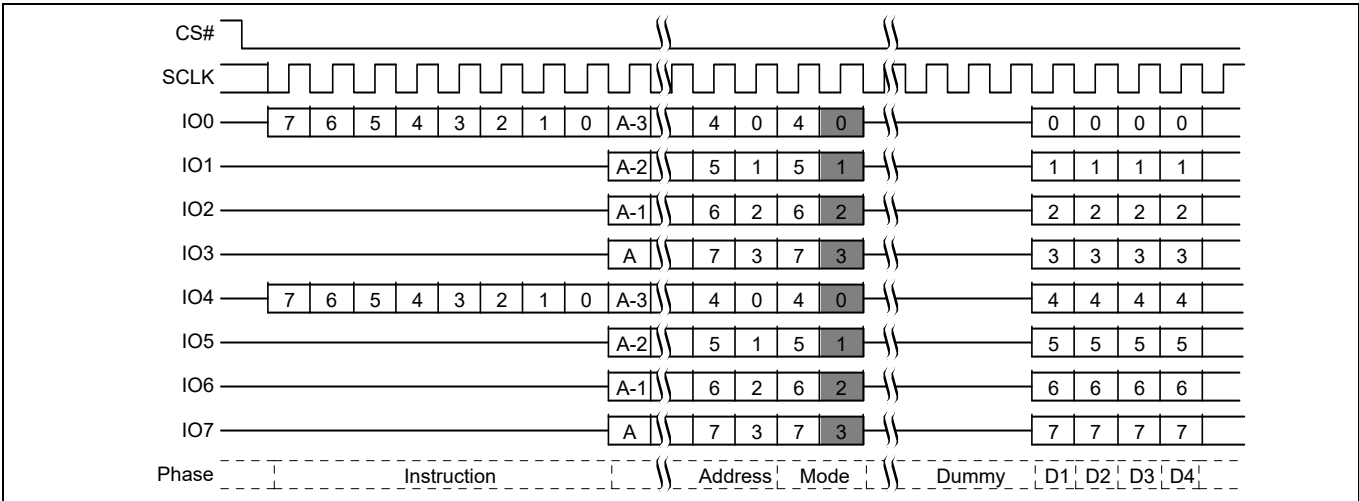 CS#
SCLK
IO0 7 6 5 4 3 2 1 0 A-3 4 0 4 0 0 0 0 0
IO1 A-2 5 1 5 1 1 1 1 1
IO2 A-1 6 2 6 2 2 2 2 2
IO3 A 7 3 7 3 3 3 3 3
IO4 7 6 5 4 3 2 1 0 A-3 4 0 4 0 4 4 4 4
IO5 A-2 5 1 5 1 5 5 5 5
IO6 A-1 6 2 6 2 6 6 6 6
IO7 A 7 3 7 3 7 7 7 7
Phase Instruction Address Mode Dummy D1 D2 D3 D4